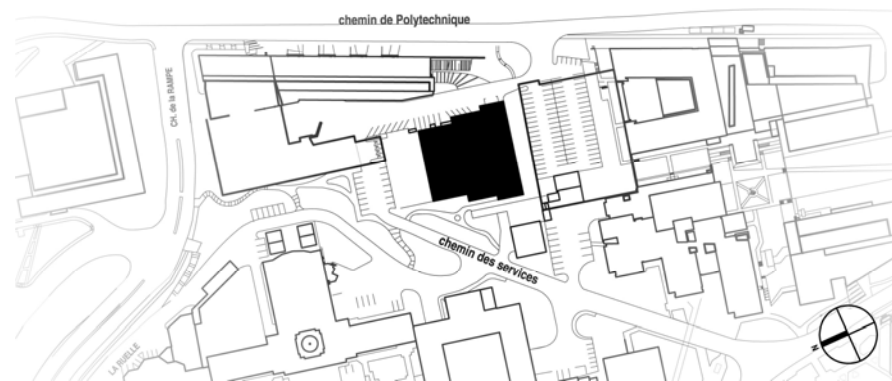 chemin de Polytechnique
CH. de la RAMPE
chemin des services
LA RUELLE
N